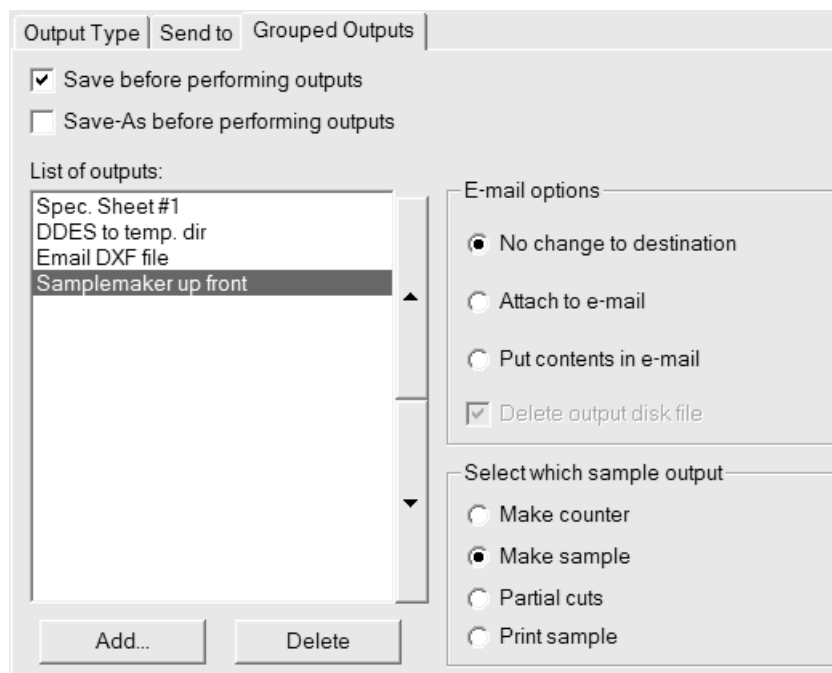 Output Type Send to Grouped Outputs
Save before performing outputs
Save-As before performing outputs
List of outputs:
Spec. Sheet #1
DDES to temp. dir
Email DXF file
Samplemaker up front
Add... Delete
E-mail options
No change to destination
Attach to e-mail
Put contents in e-mail
Delete output disk file
Select which sample output
Make counter
Make sample
Partial cuts
Print sample